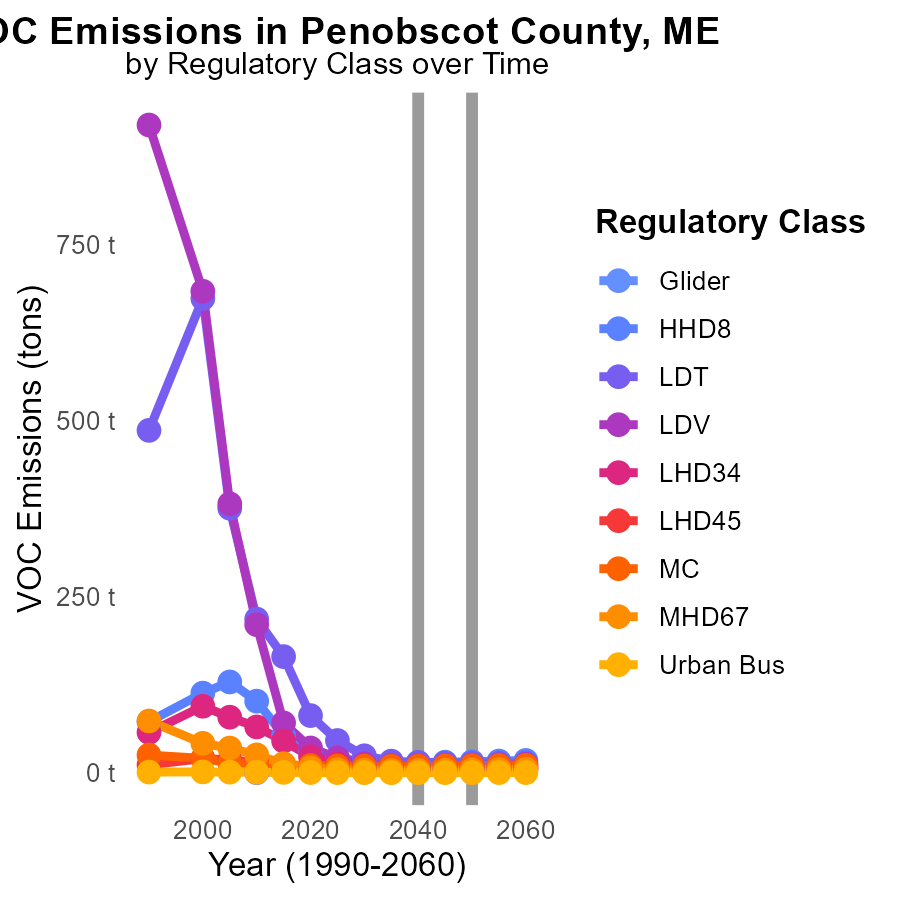 OC Emissions in Penobscot County, ME
by Regulatory Class over Time
VOC Emissions (tons)
750 t
500 t
250 t
0 t
2000 2020 2040 2060
Year (1990-2060)
Regulatory Class
Glider
HHD8
LDT
LDV
LHD34
LHD45
MC
MHD67
Urban Bus